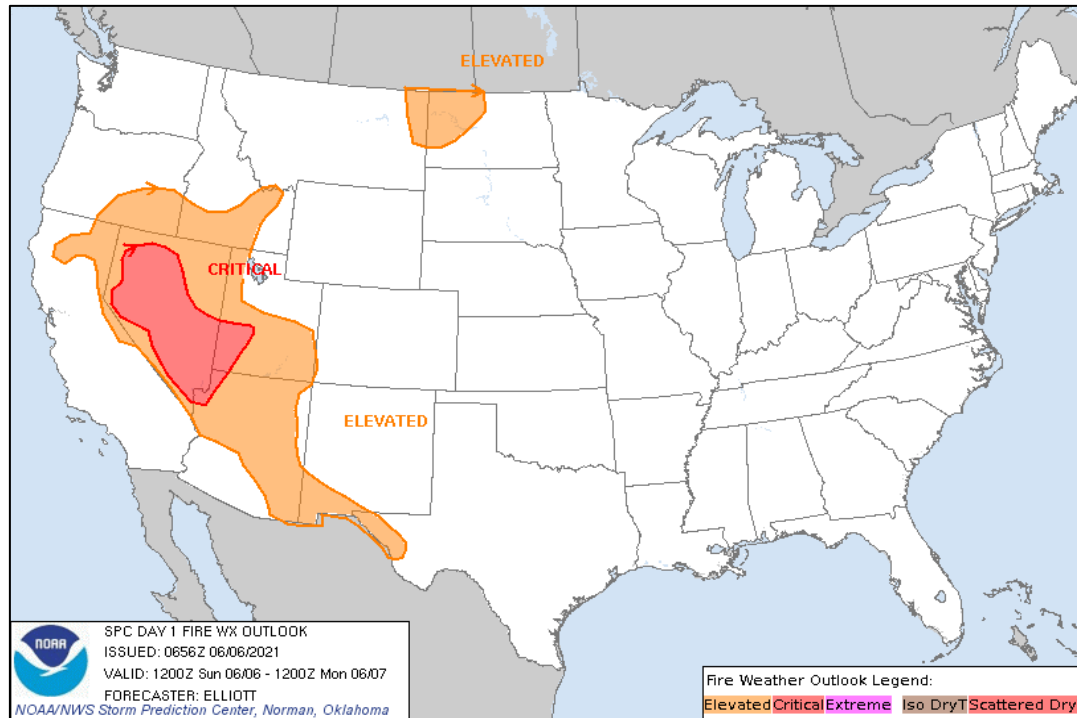 ELEVATED
CRITICAL
ELEVATED
NOAA
SPC DAY 1 FIRE WX OUTLOOK
ISSUED: 0656Z 06/06/2021
VALID: 1200Z Sun 06/06 - 1200Z Mon 06/07
FORECASTER: ELLIOTT
NOAA/NWS Storm Prediction Center, Norman, Oklahoma
Fire Weather Outlook Legend:
Elevated Critical Extreme Iso DryT Scattered Dry